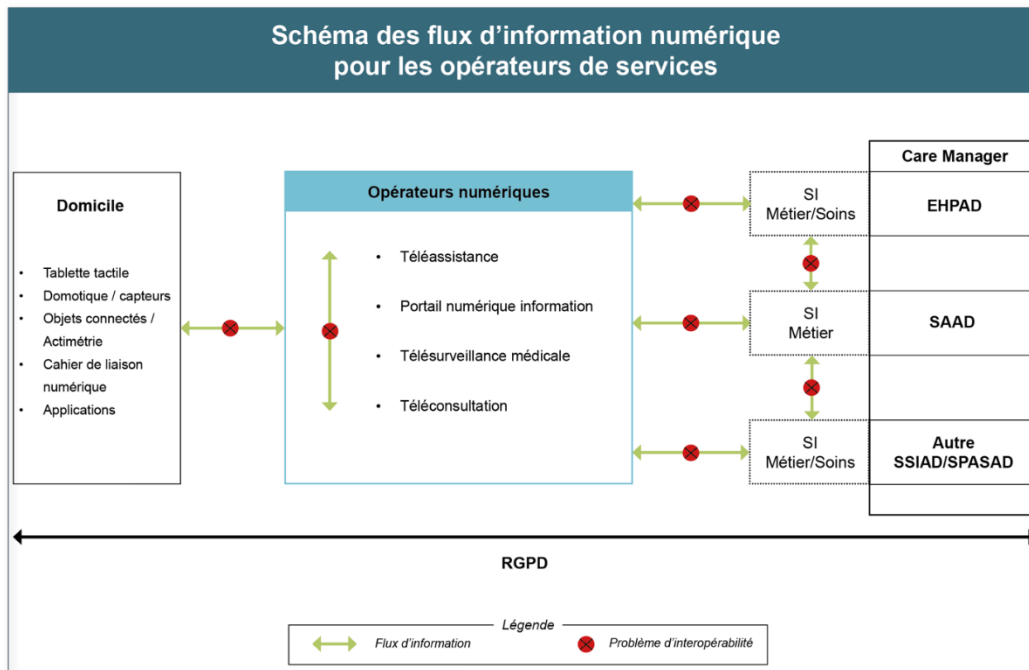 Schéma des flux d'information numérique
pour les opérateurs de services
Domicile
• Tablette tactile
• Domotique / capteurs
• Objets connectés /
Actimétrie
• Cahier de liaison
numérique
• Applications
Opérateurs numériques
• Téléassistance
• Portail numérique information
• Télésurveillance médicale
• Téléconsultation
Care Manager
SI
Métier/Soins
EHPAD
SI
Métier
SAAD
SI
Métier/Soins
Autre
SSIAD/SPASAD
RGPD
Légende
Flux d'information
Problème d'interopérabilité